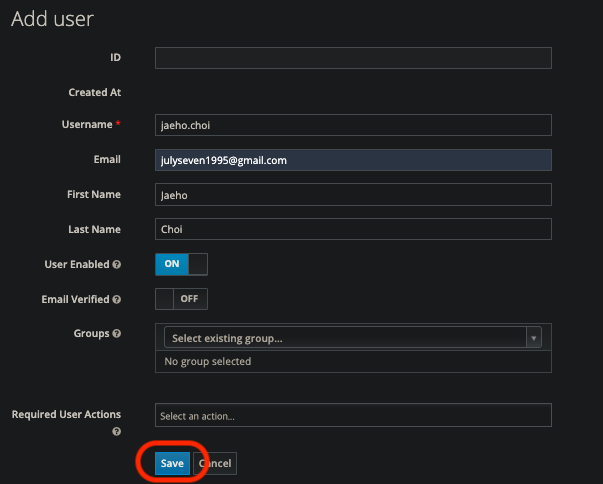 Add user
ID
Created At
Username *
jaeho.choi
Email
julyseven1995@gmail.com
First Name
Jaeho
Last Name
Choi
User Enabled
ON
Email Verified
OFF
Groups
Select existing group...
No group selected
Required User Actions
Select an action...
Save Cancel